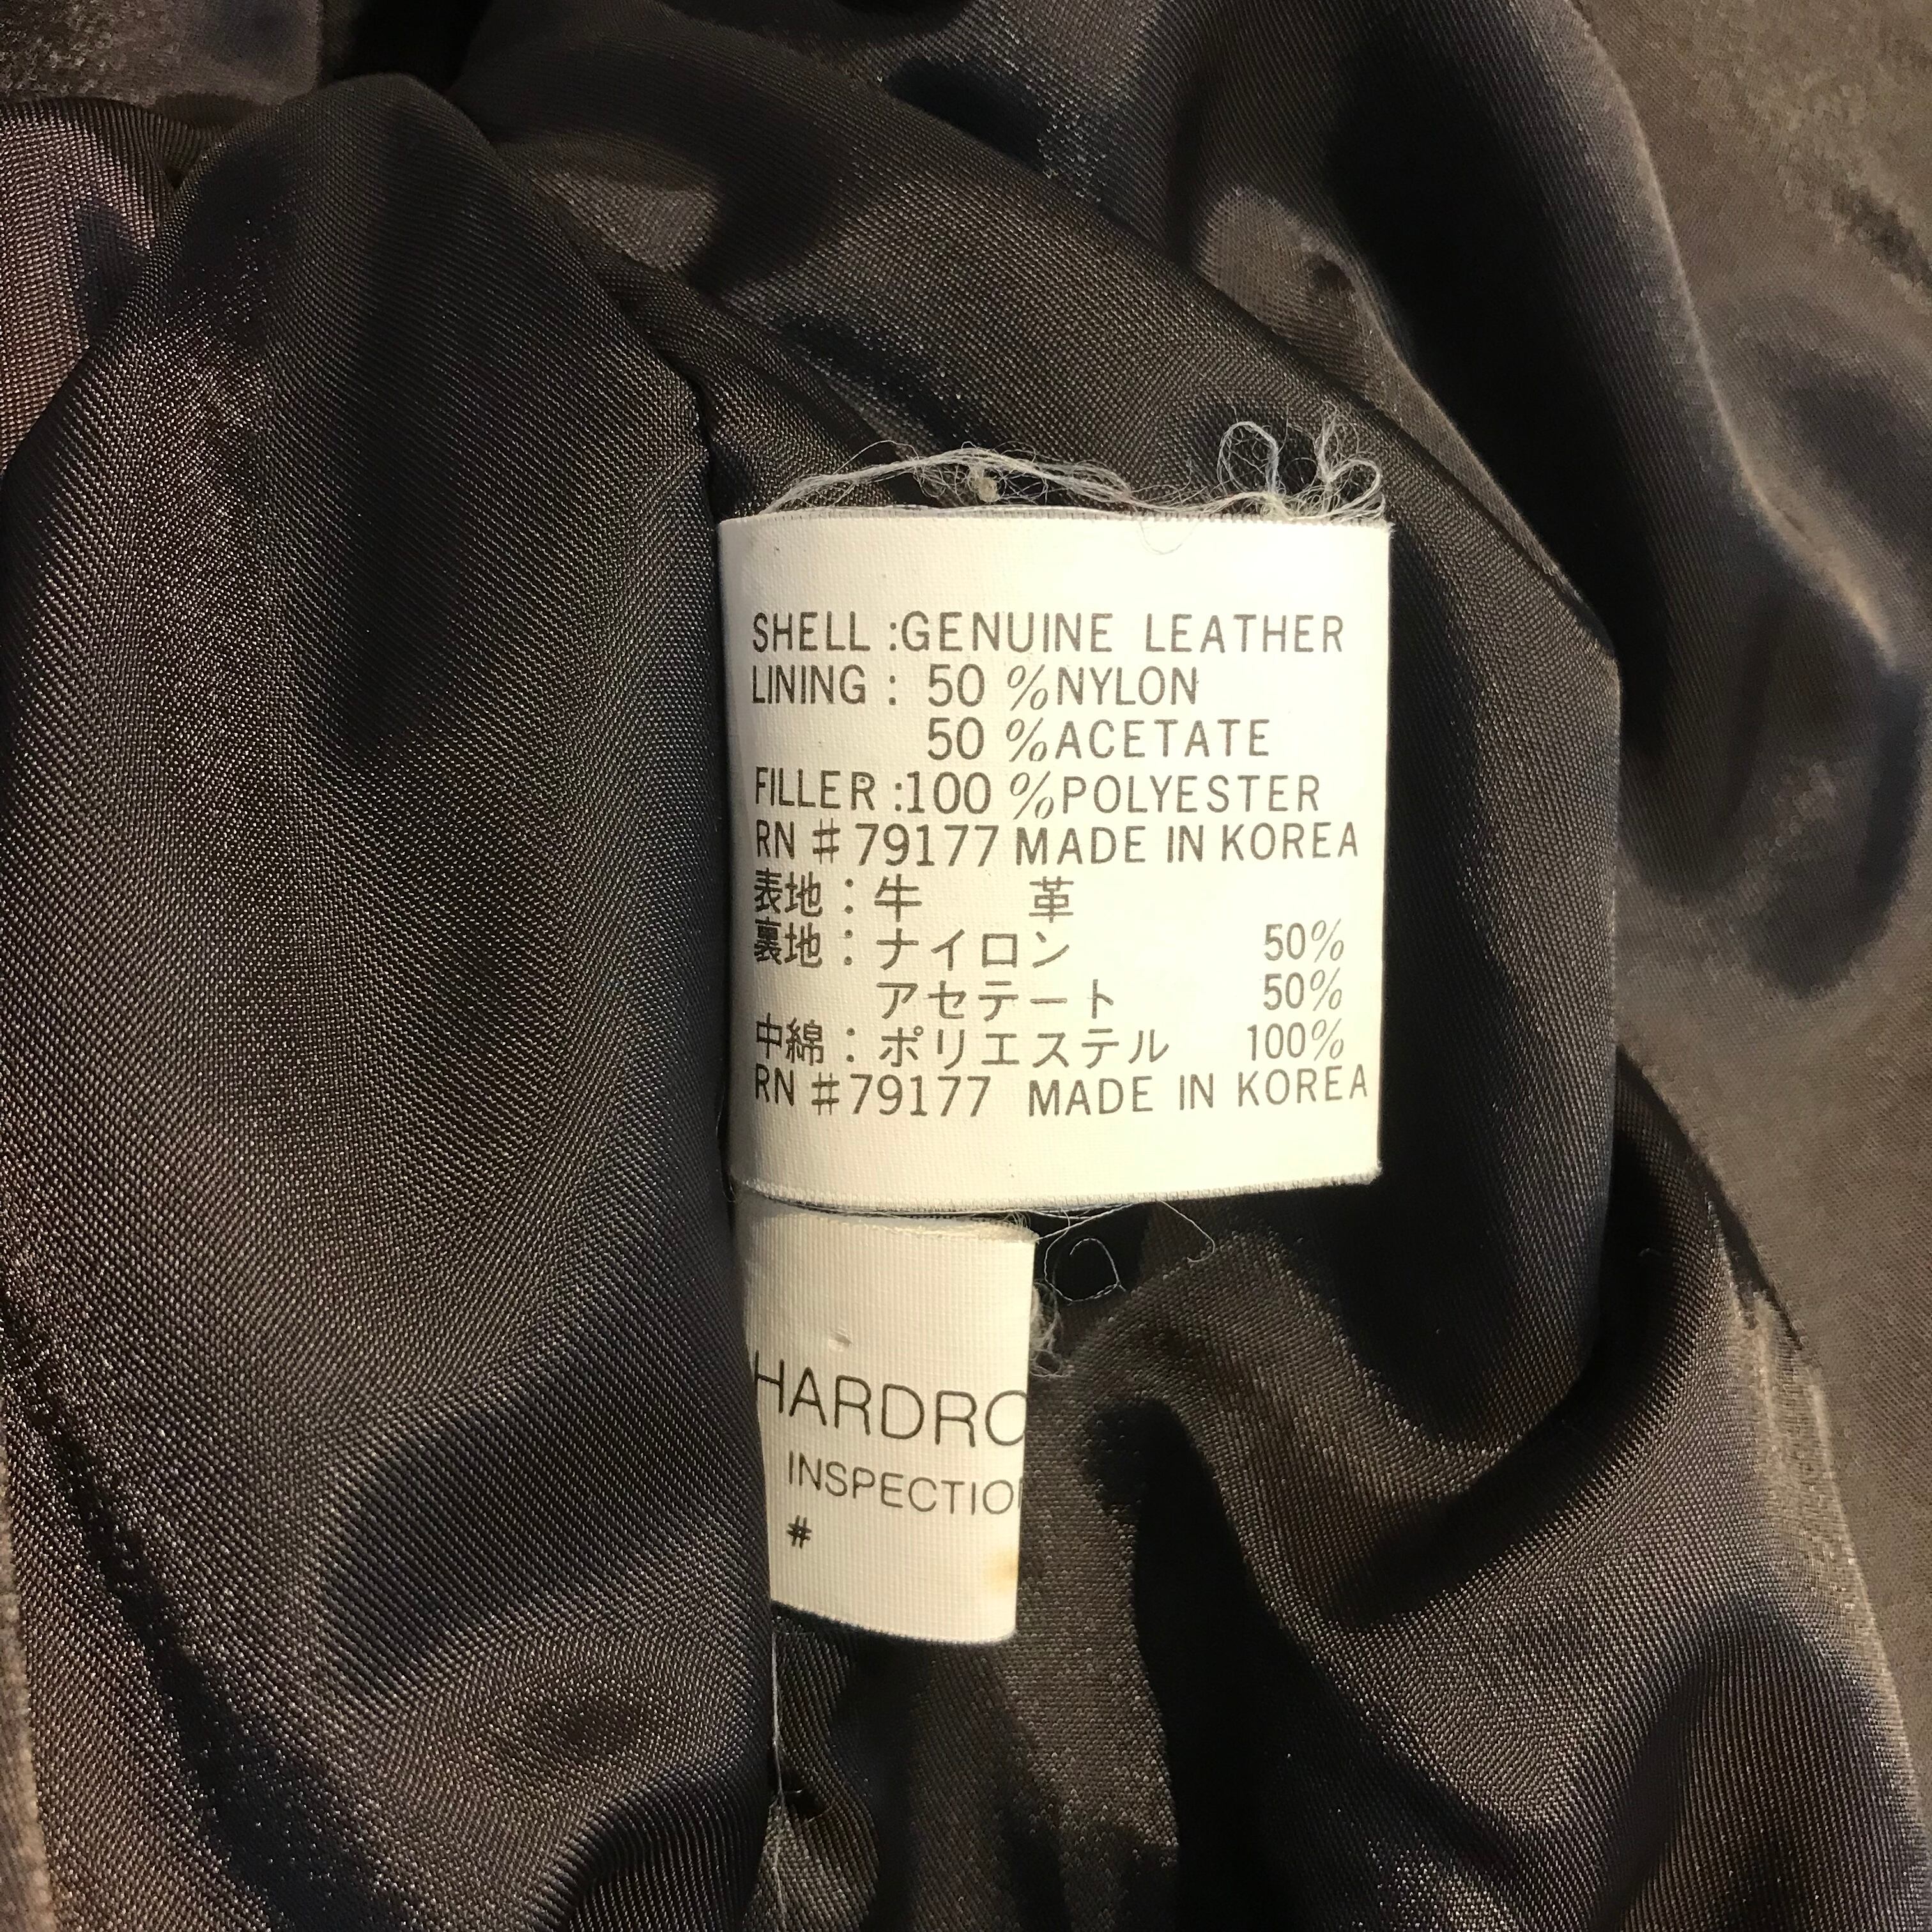 SHELL :GENUINE LEATHER
LINING : 50 %NYLON
50 %ACETATE
FILLER :100 %POLYESTER
RN #79177 MADE IN KOREA
表地：牛 革
裏地：ナイロン 50%
アセテート 50%
中綿：ポリエステル 100%
RN #79177 MADE IN KOREA
HARDRO
INSPECTIO
#